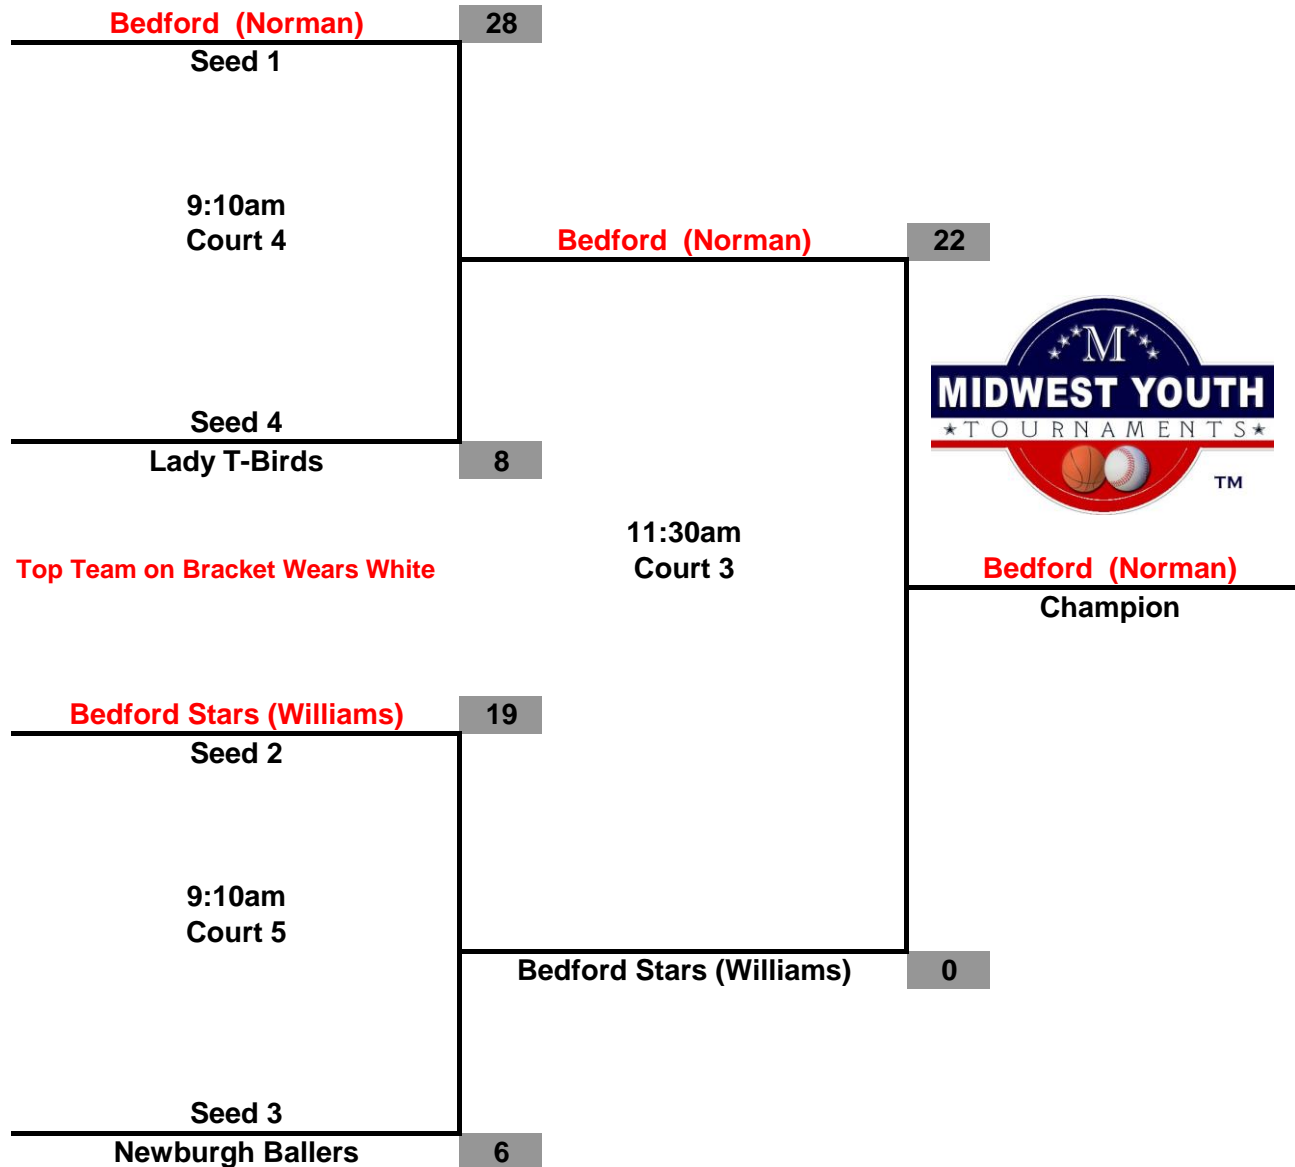 Bedford  (Norman) 28
Seed 1
9:10am
Court 4
Bedford  (Norman) 22
M
MIDWEST YOUTH
TOURNAMENTS
TM
Seed 4
Lady T-Birds 8
11:30am
Top Team on Bracket Wears White
Court 3
Bedford  (Norman)
Champion
Bedford Stars (Williams) 19
Seed 2
9:10am
Court 5
Bedford Stars (Williams) 0
Seed 3
Newburgh Ballers 6